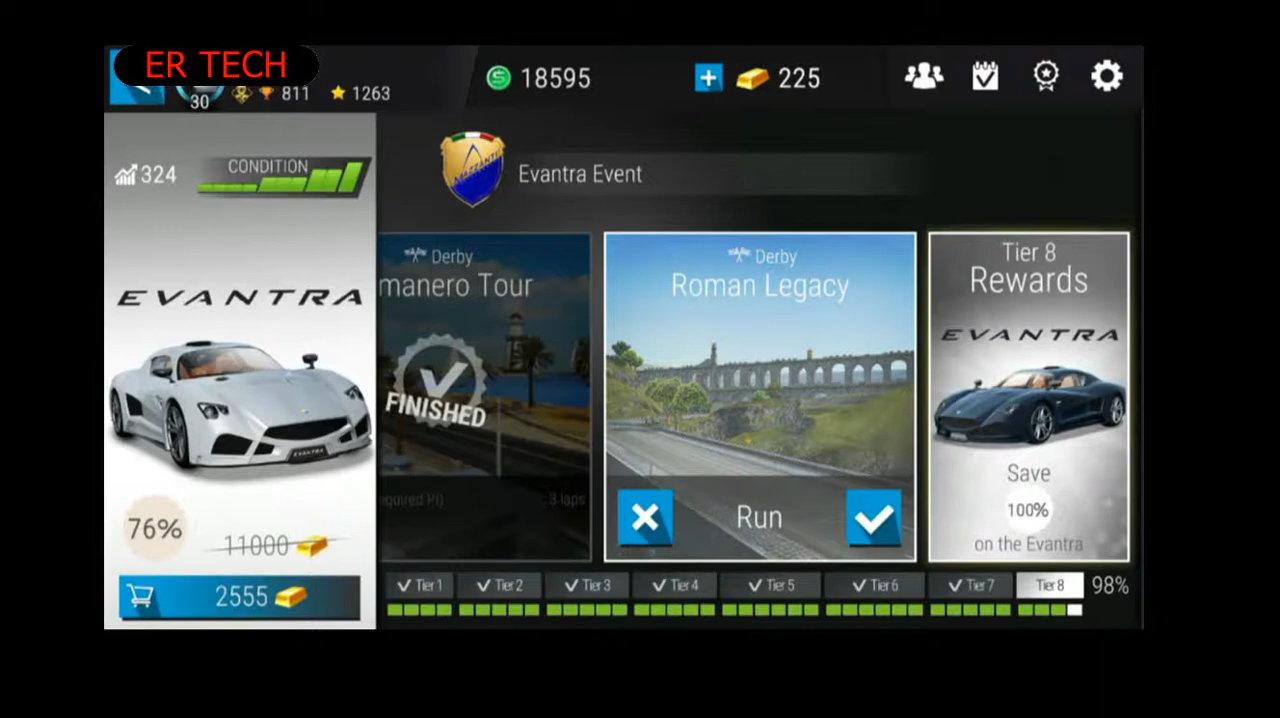 ER TECH
30
811
1263
18595
225
324
CONDITION
MAZZANTI
Evantra Event
EVANTRA
EVANTRA
76%
11000
2555
Derby
manero Tour
FINISHED
3 laps
Derby
Roman Legacy
Run
Tier 8
Rewards
EVANTRA
Save
100%
on the Evantra
Tier 1
Tier 2
Tier 3
Tier 4
Tier 5
Tier 6
Tier 7
Tier 8
98%